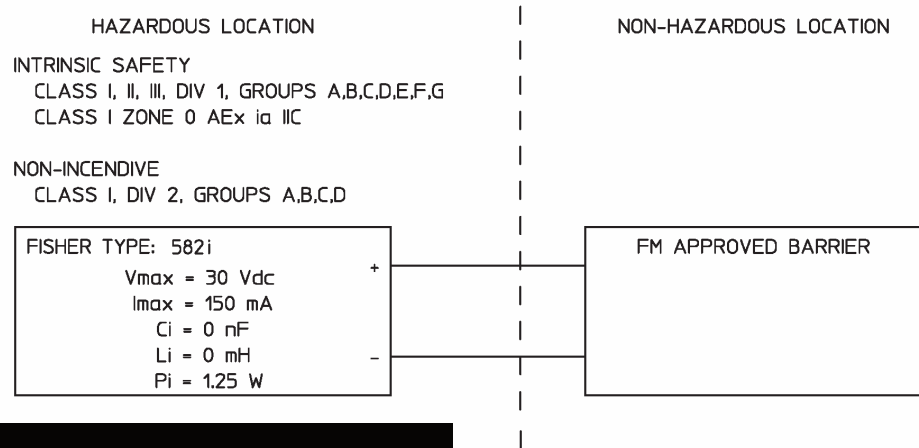 HAZARDOUS LOCATION
NON-HAZARDOUS LOCATION
INTRINSIC SAFETY
CLASS I, II, III, DIV 1, GROUPS A,B,C,D,E,F,G
CLASS I ZONE 0 AEx ia IIC
NON-INCENDIVE
CLASS I, DIV 2, GROUPS A,B,C,D
FISHER TYPE: 582i
Vmax = 30 Vdc
Imax = 150 mA
Ci = 0 nF
Li = 0 mH
Pi = 1.25 W
+
-
FM APPROVED BARRIER